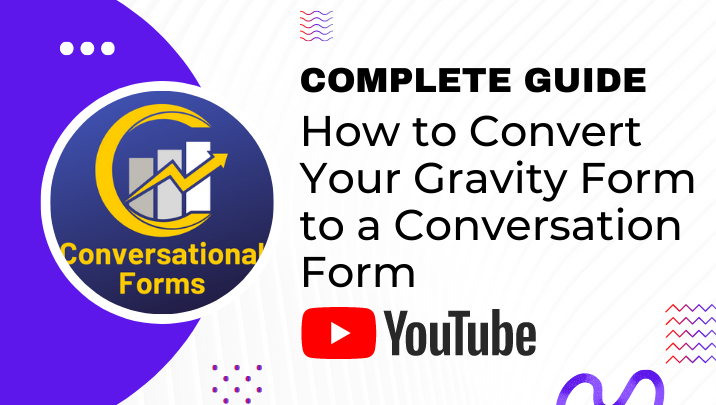 COMPLETE GUIDE
How to Convert
Your Gravity Form
to a Conversation
Form
YouTube
Conversational
Forms